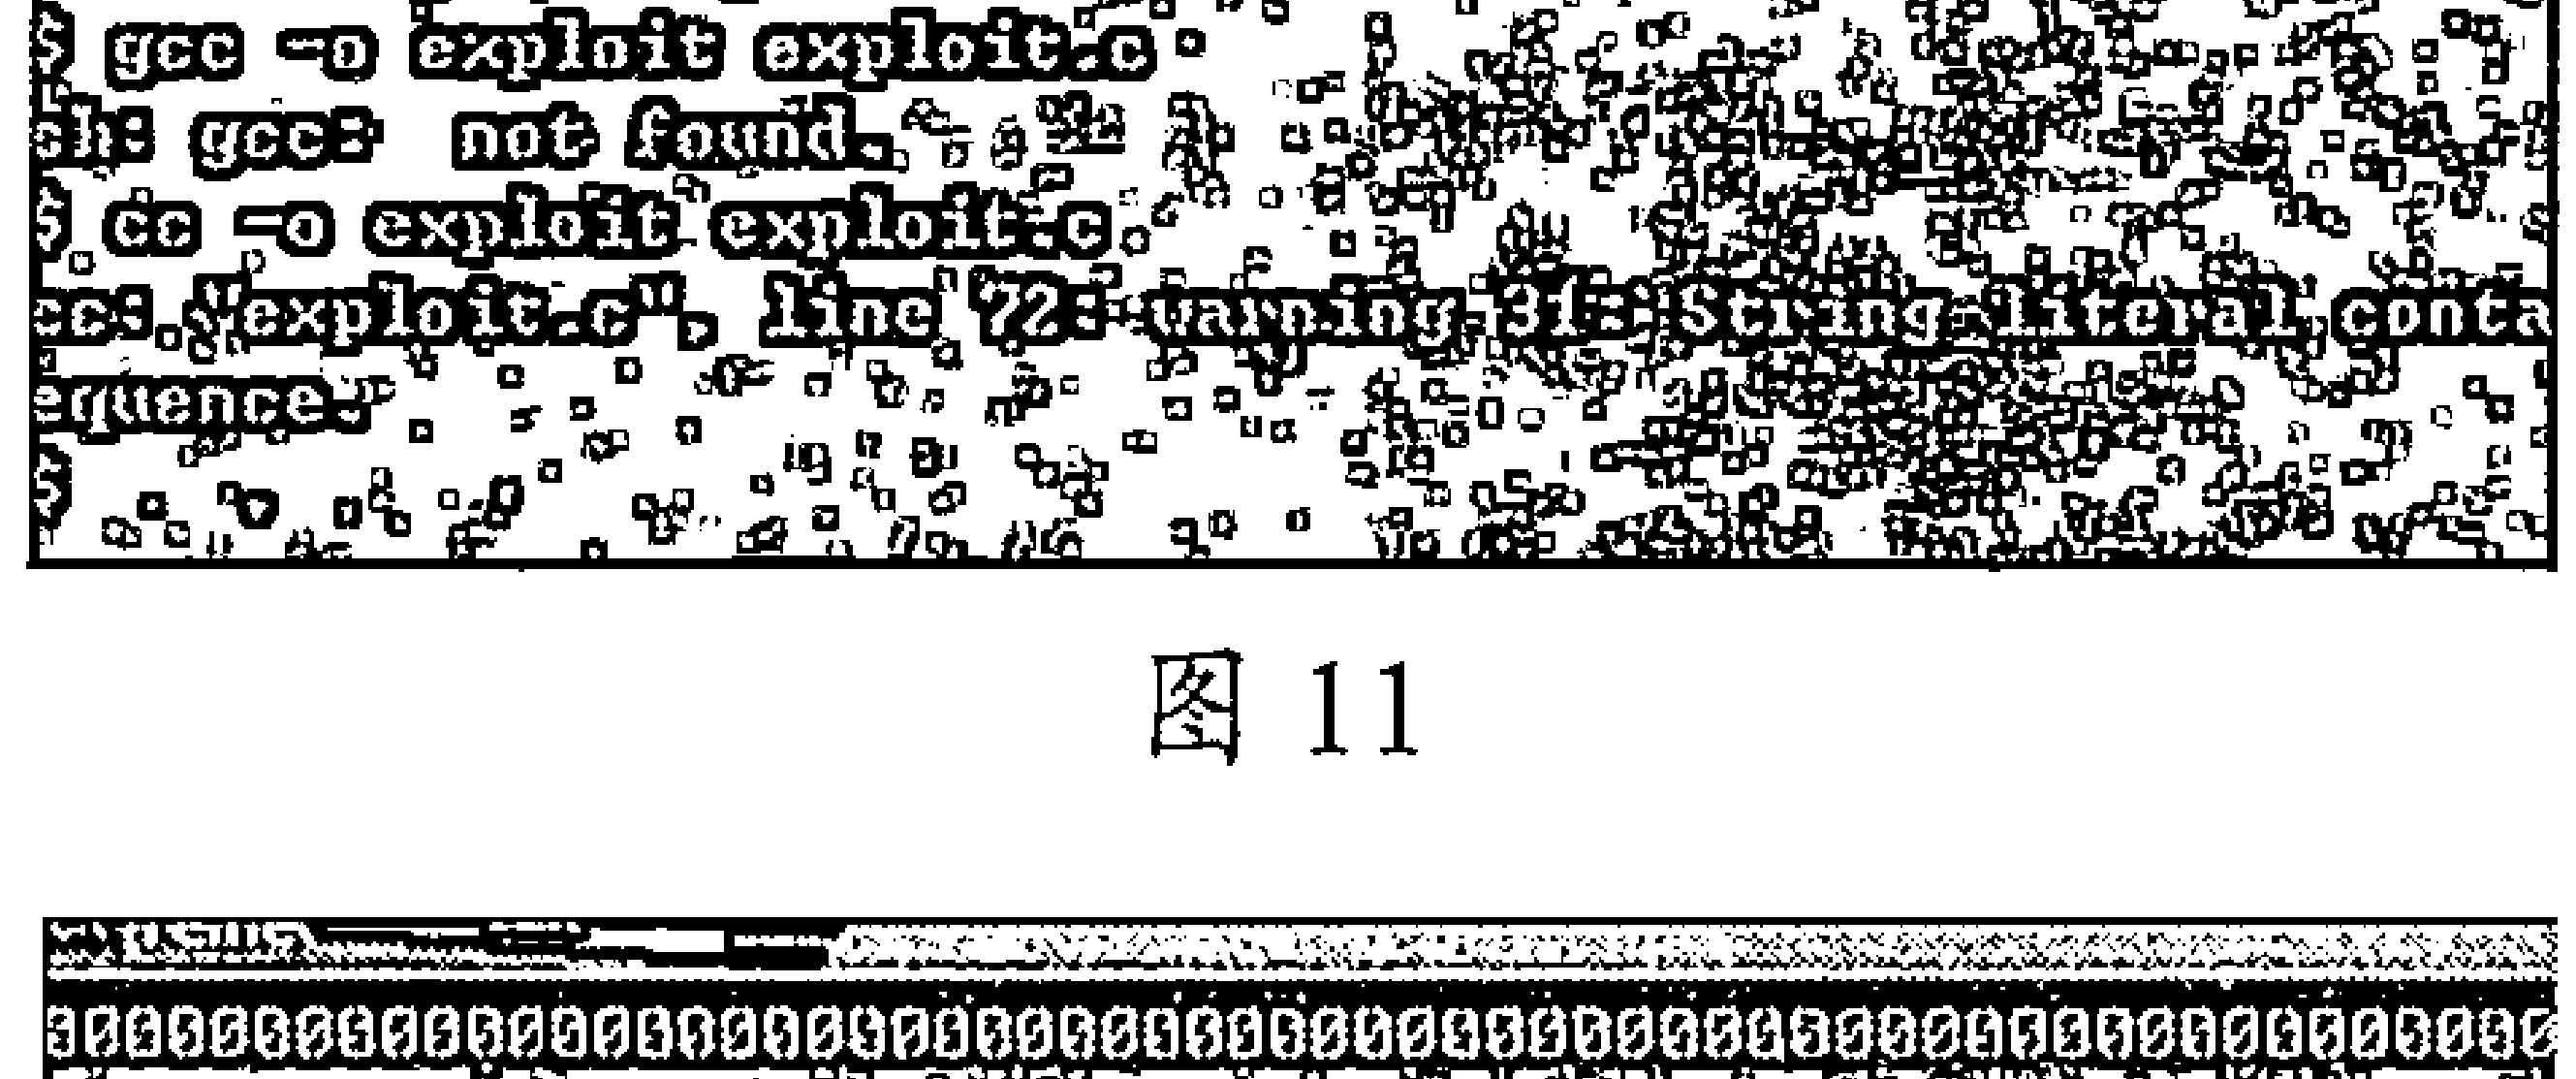 $ gcc -o exploit exploit.c
sh: gcc: not found.
$ cc -o exploit exploit.c
cc: "exploit.c", line 72: warning 31: String literal conta
equence.
$
图 11